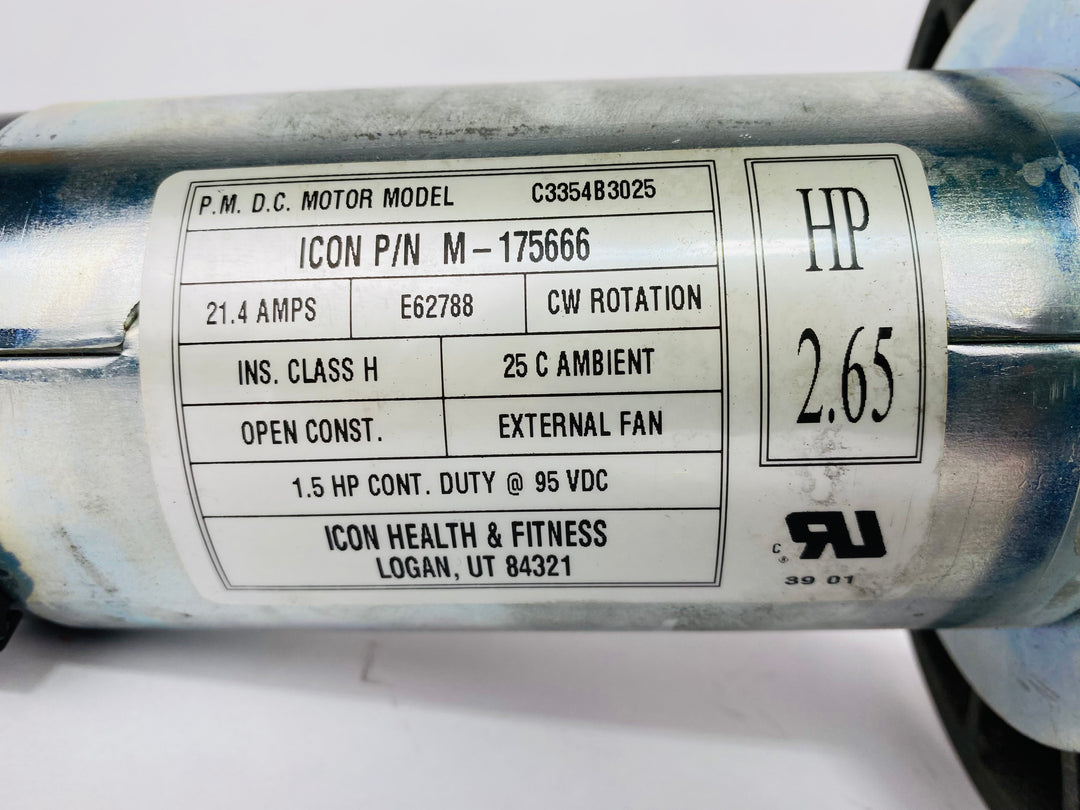 P.M. D.C. MOTOR MODEL C3354B3025
ICON P/N M-175666
21.4 AMPS E62788 CW ROTATION
INS. CLASS H 25 C AMBIENT
OPEN CONST. EXTERNAL FAN
1.5 HP CONT. DUTY @ 95 VDC
ICON HEALTH & FITNESS
LOGAN, UT 84321
HP
2.65
C RU ®
39 01